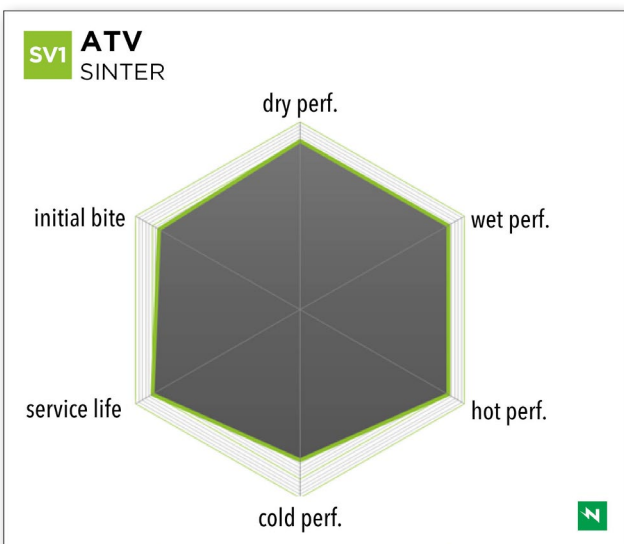 SV1
ATV
SINTER
dry perf.
initial bite
wet perf.
service life
hot perf.
cold perf.